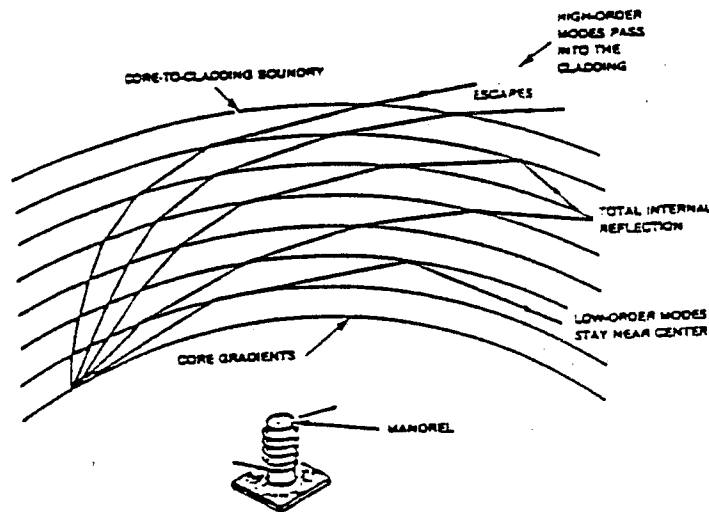 HIGH-ORDER
MODES PASS
INTO THE
CLADDING
CORE-TO-CLADDING BOUNDRY
ESCAPES
TOTAL INTERNAL
REFLECTION
LOW-ORDER MODES
STAY NEAR CENTER
CORE GRADIENTS
MANDREL